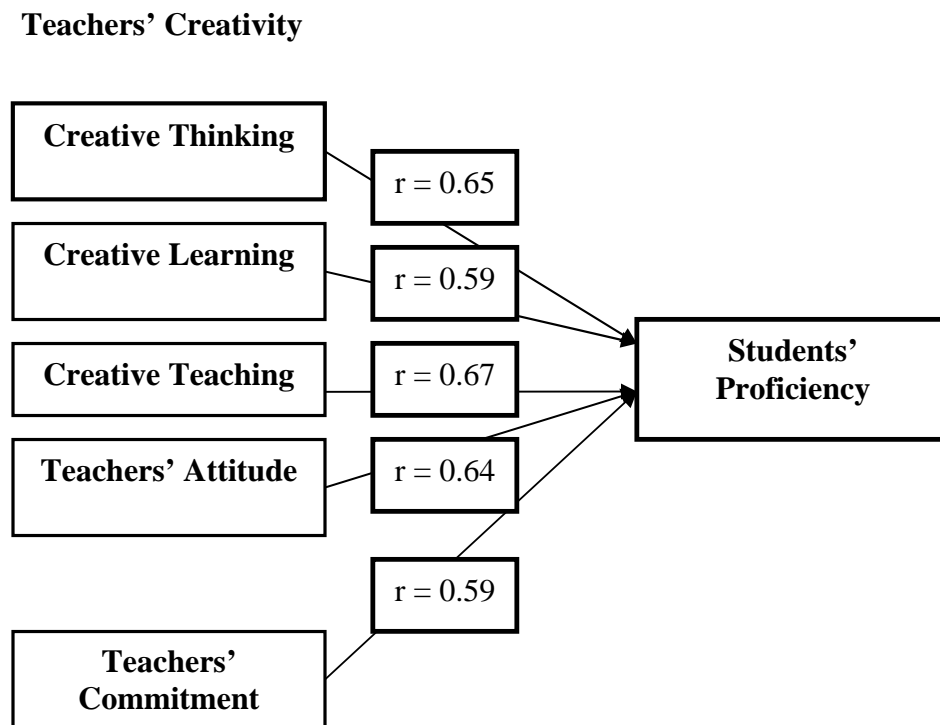 Teachers’ Creativity
Creative Thinking
r = 0.65
Creative Learning
r = 0.59
Creative Teaching
r = 0.67
Teachers’ Attitude
r = 0.64
r = 0.59
Teachers’
Commitment
Students’
Proficiency